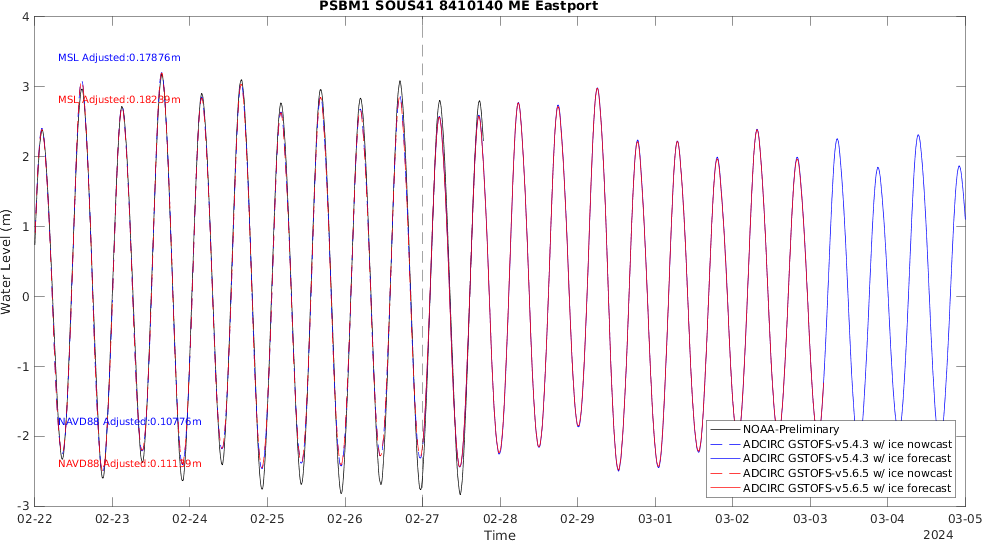 PSBM1 SOUS41 8410140 ME Eastport
4
3
2
1
0
-1
-2
-3
Water Level (m)
MSL Adjusted:0.17876m
NAVD88 Adjusted:0.10776m
NOAA-Preliminary
ADCIRC GSTOFS-v5.4.3 w/ ice nowcast
ADCIRC GSTOFS-v5.4.3 w/ ice forecast
ADCIRC GSTOFS-v5.6.5 w/ ice nowcast
ADCIRC GSTOFS-v5.6.5 w/ ice forecast
MSL Adjusted:
NAVD88 Adjusted:
02-22 02-23 02-24 02-25 02-26 02-27 02-28 02-29 03-01 03-02 03-03 03-04 03-05
Time
2024